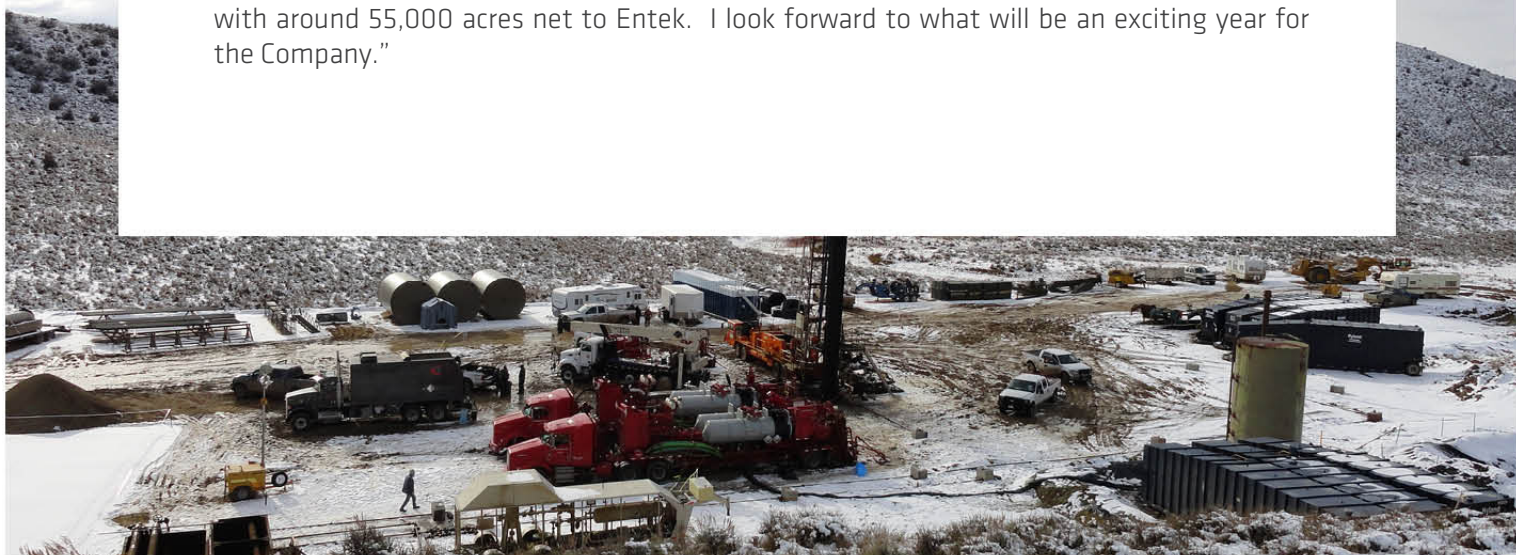 with around 55,000 acres net to Entek.  I look forward to what will be an exciting year for
the Company.”